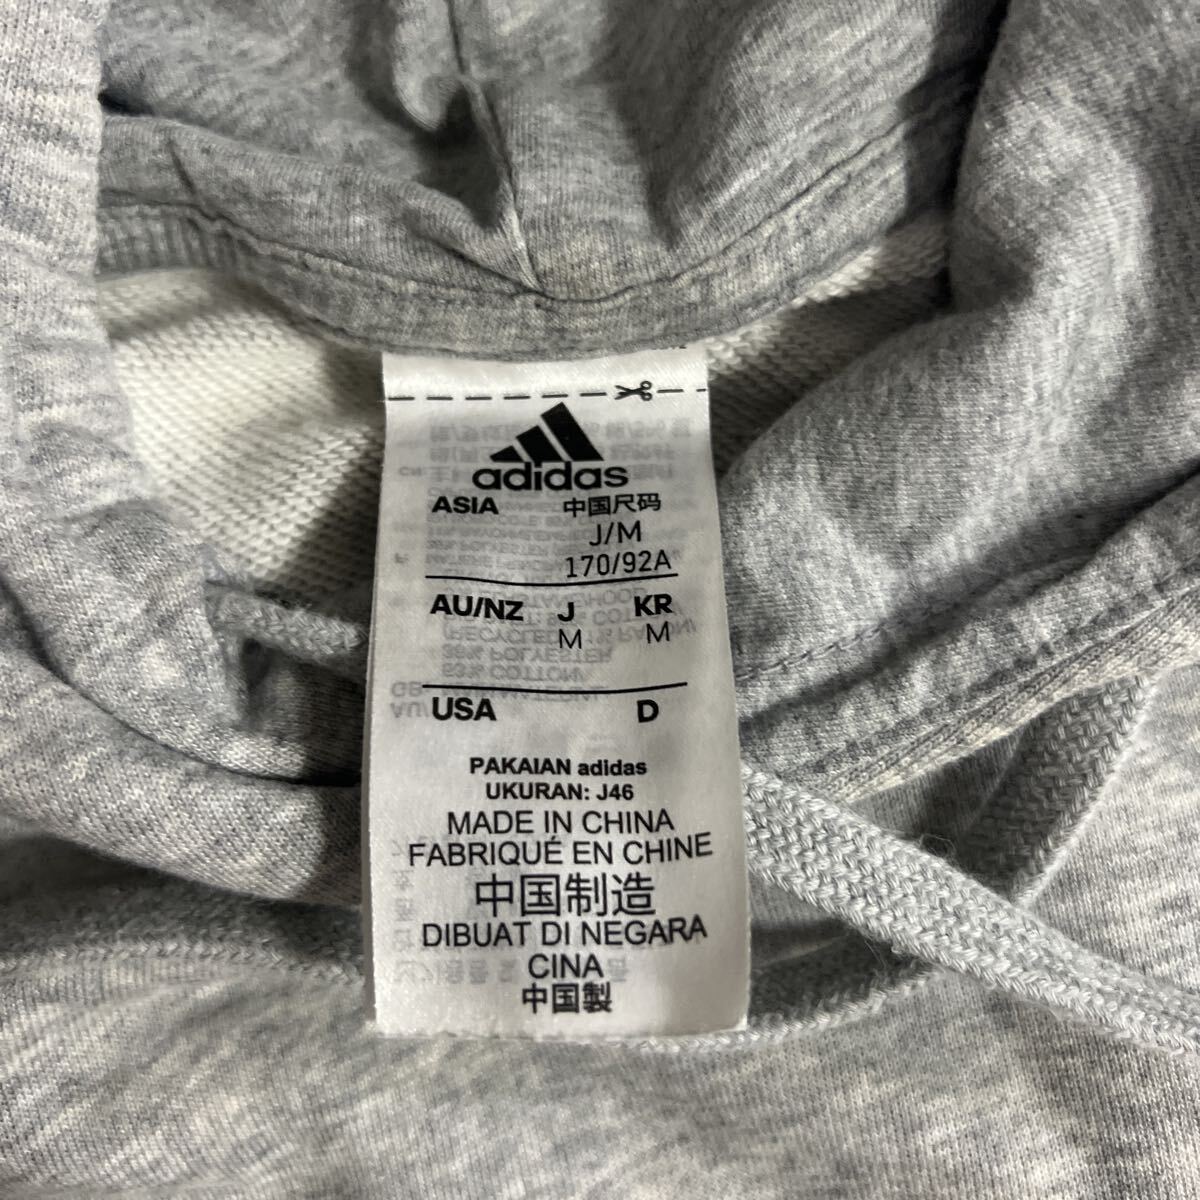 adidas
ASIA 中国尺码
J/M
170/92A
AU/NZ J KR
M M
USA D
PAKAIAN adidas
UKURAN: J46
MADE IN CHINA
FABRIQUÉ EN CHINE
中国制造
DIBUAT DI NEGARA
CINA
中国製